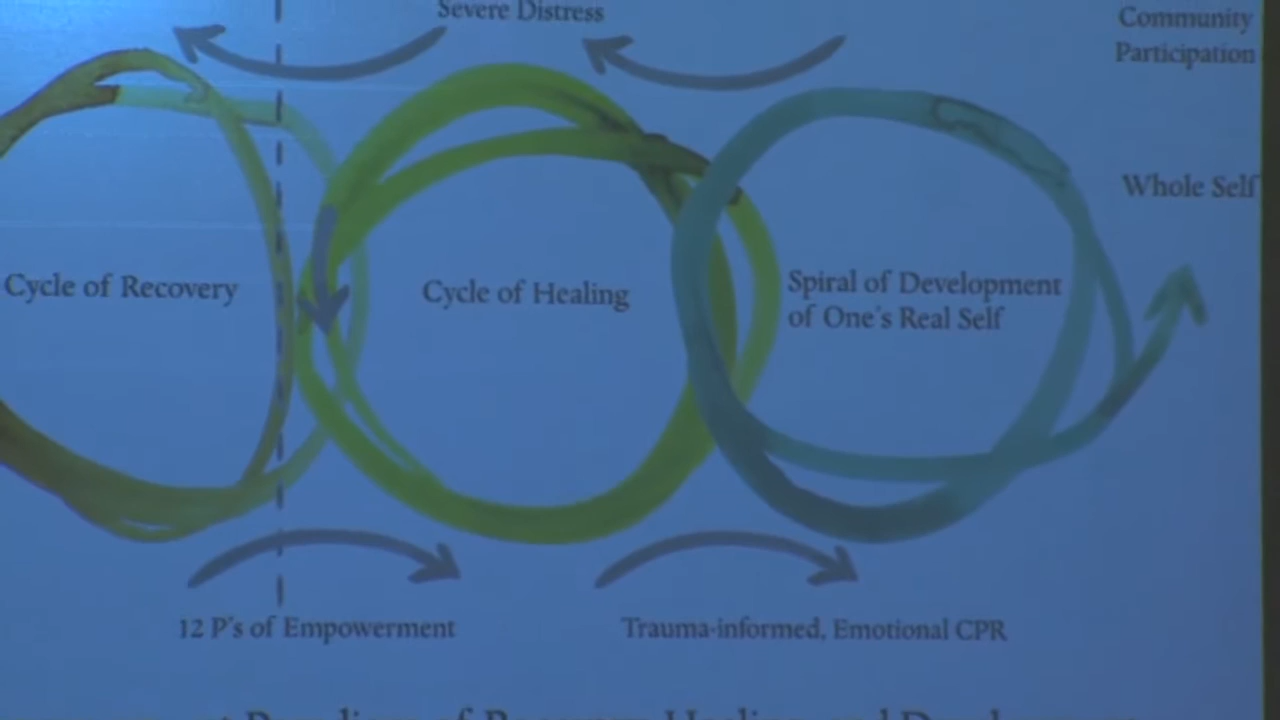 Severe Distress
Community
Participation
Whole Self
Cycle of Recovery
Cycle of Healing
Spiral of Development
of One's Real Self
12 P's of Empowerment
Trauma-informed, Emotional CPR